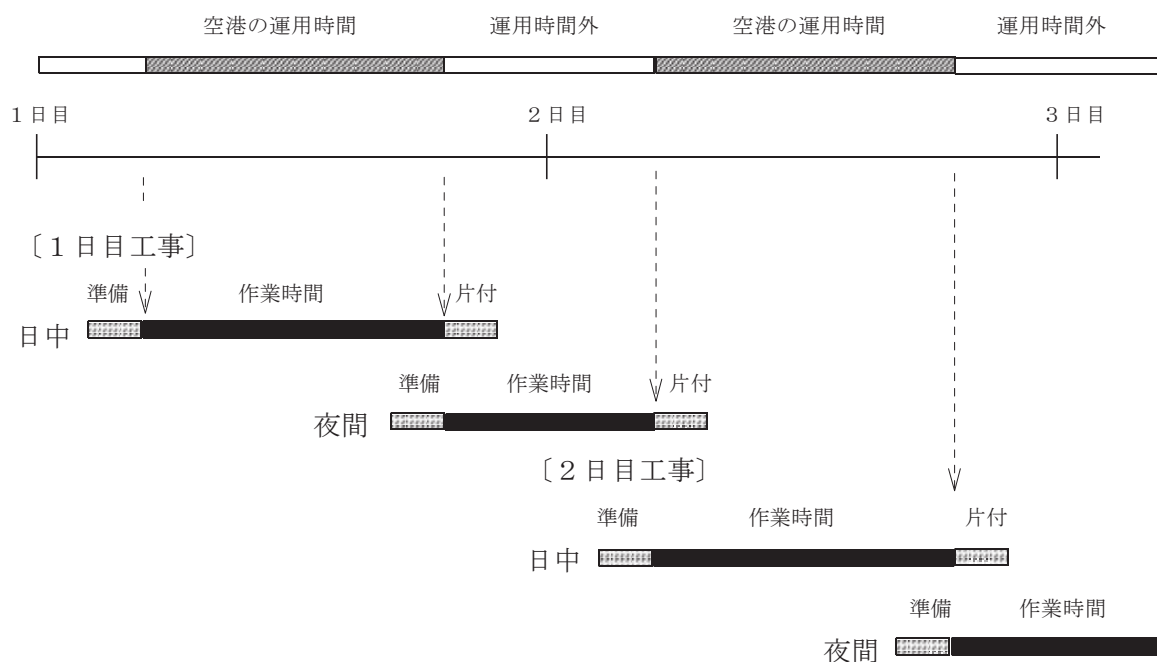 空港の運用時間 運用時間外 空港の運用時間 運用時間外
1日目 2日目 3日目
〔1日目工事〕
準備 作業時間 片付
日中
準備 作業時間 片付
夜間
〔2日目工事〕
準備 作業時間 片付
日中
準備 作業時間
夜間